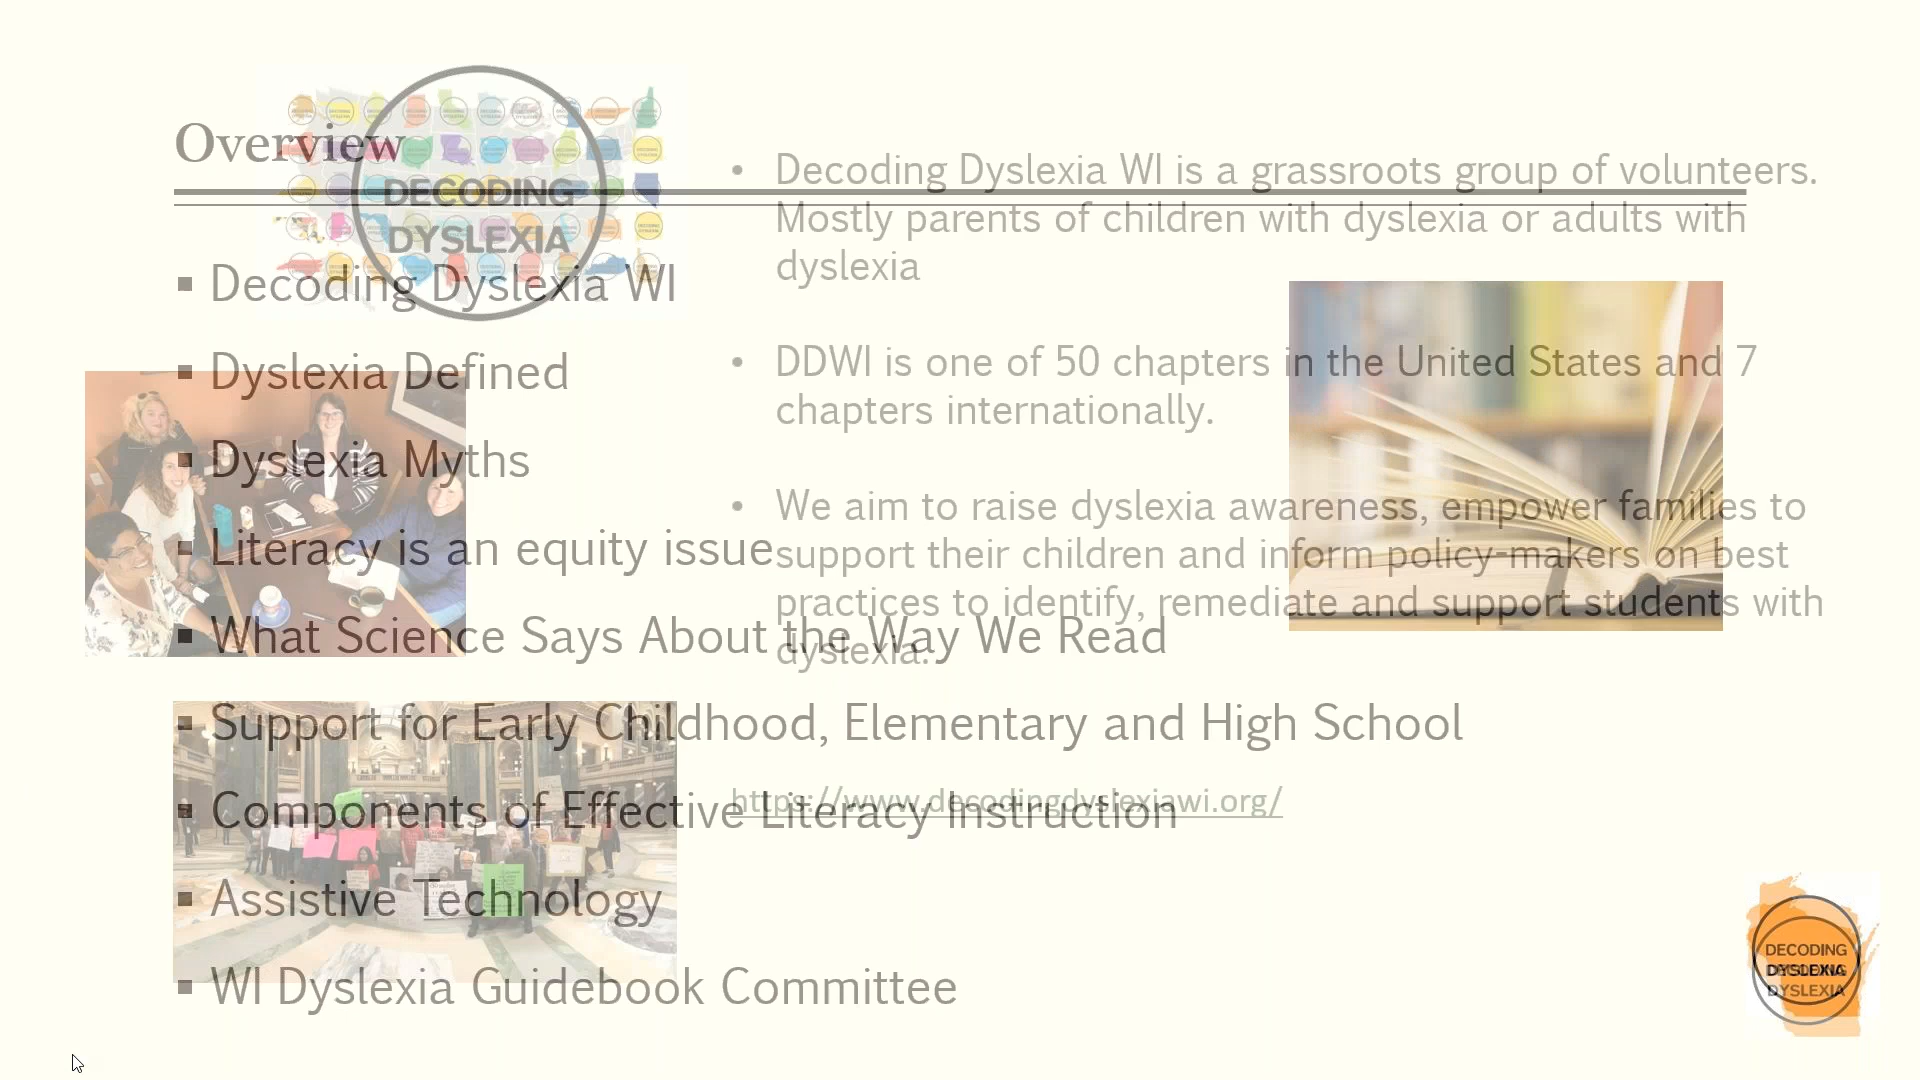 Overview
▪ Decoding Dyslexia WI
▪ Dyslexia Defined
▪ Dyslexia Myths
▪ Literacy is an equity issue
▪ What Science Says About the Way We Read
▪ Support for Early Childhood, Elementary and High School
▪ Components of Effective Literacy Instruction
▪ Assistive Technology
▪ WI Dyslexia Guidebook Committee
DECODING
DYSLEXIA
• Decoding Dyslexia WI is a grassroots group of volunteers.
Mostly parents of children with dyslexia or adults with
dyslexia
• DDWI is one of 50 chapters in the United States and 7
chapters internationally.
• We aim to raise dyslexia awareness, empower families to
support their children and inform policy-makers on best
practices to identify, remediate and support students with
dyslexia.
https://www.decodingdyslexiawi.org/
DECODING
DYSLEXIA
DYSLEXIA